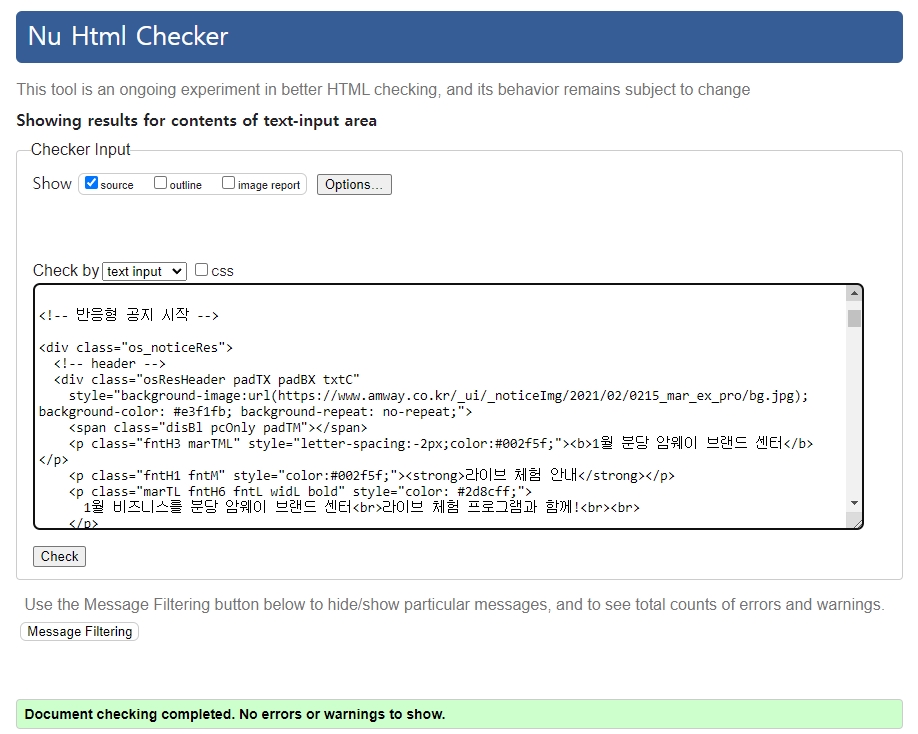 Nu Html Checker
This tool is an ongoing experiment in better HTML checking, and its behavior remains subject to change
Showing results for contents of text-input area
Checker Input
Show source outline image report Options...
Check by text input css
<!-- 반응형 공지 시작 -->
<div class="os_noticeRes">
<!-- header -->
<div class="osResHeader padTX padBX txtC"
style="background-image:url(https://www.amway.co.kr/_ui/_noticeImg/2021/02/0215_mar_ex_pro/bg.jpg);
background-color: #e3f1fb; background-repeat: no-repeat;">
<span class="disBl pcOnly padTM"></span>
<p class="fntH3 marTML" style="letter-spacing:-2px;color:#002f5f;"><b>1월 분당 암웨이 브랜드 센터</b>
</p>
<p class="fntH1 fntM" style="color:#002f5f;"><strong>라이브 체험 안내</strong></p>
<p class="marTL fntH6 fntL widL bold" style="color: #2d8cff;">
1월 비즈니스를 분당 암웨이 브랜드 센터<br>라이브 체험 프로그램과 함께!<br><br>
</p>
Check
Use the Message Filtering button below to hide/show particular messages, and to see total counts of errors and warnings.
Message Filtering
Document checking completed. No errors or warnings to show.